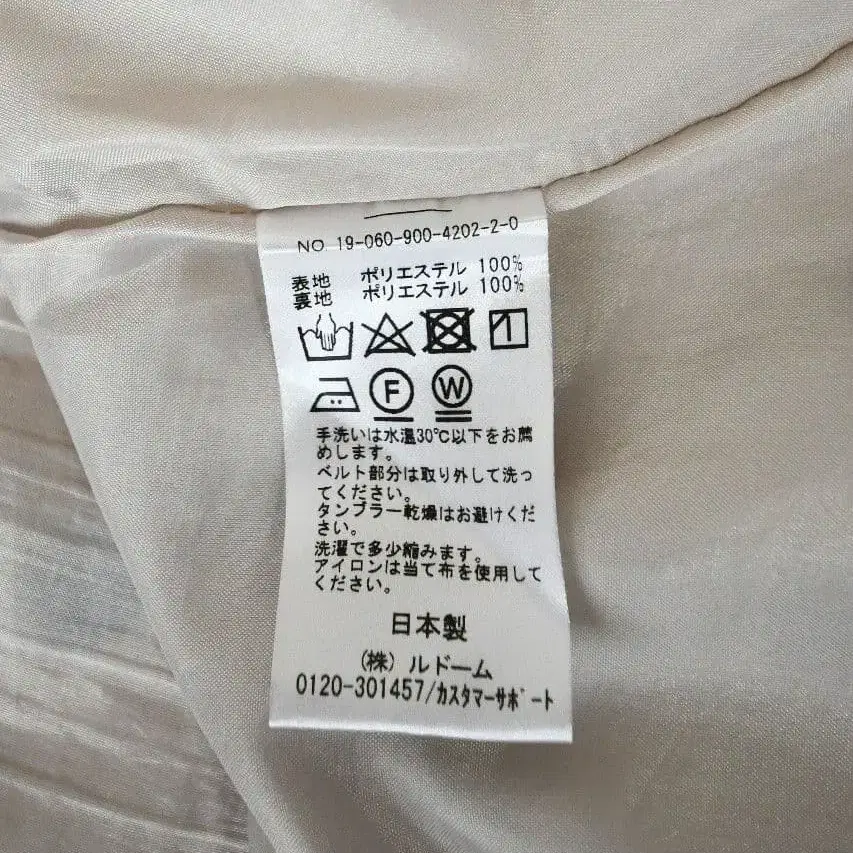 NO. 19-060-900-4202-2-0
表地 ポリエステル 100%
裏地 ポリエステル 100%
F W
手洗いは水温30℃以下をお薦
めします。
ベルト部分は取り外して洗っ
てください。
タンブラー乾燥はお避けくだ
さい。
洗濯で多少縮みます。
アイロンは当て布を使用して
ください。
日本製
(株) ルドーム
0120-301457/ｶｽﾀﾏｰｻﾎﾟｰﾄ